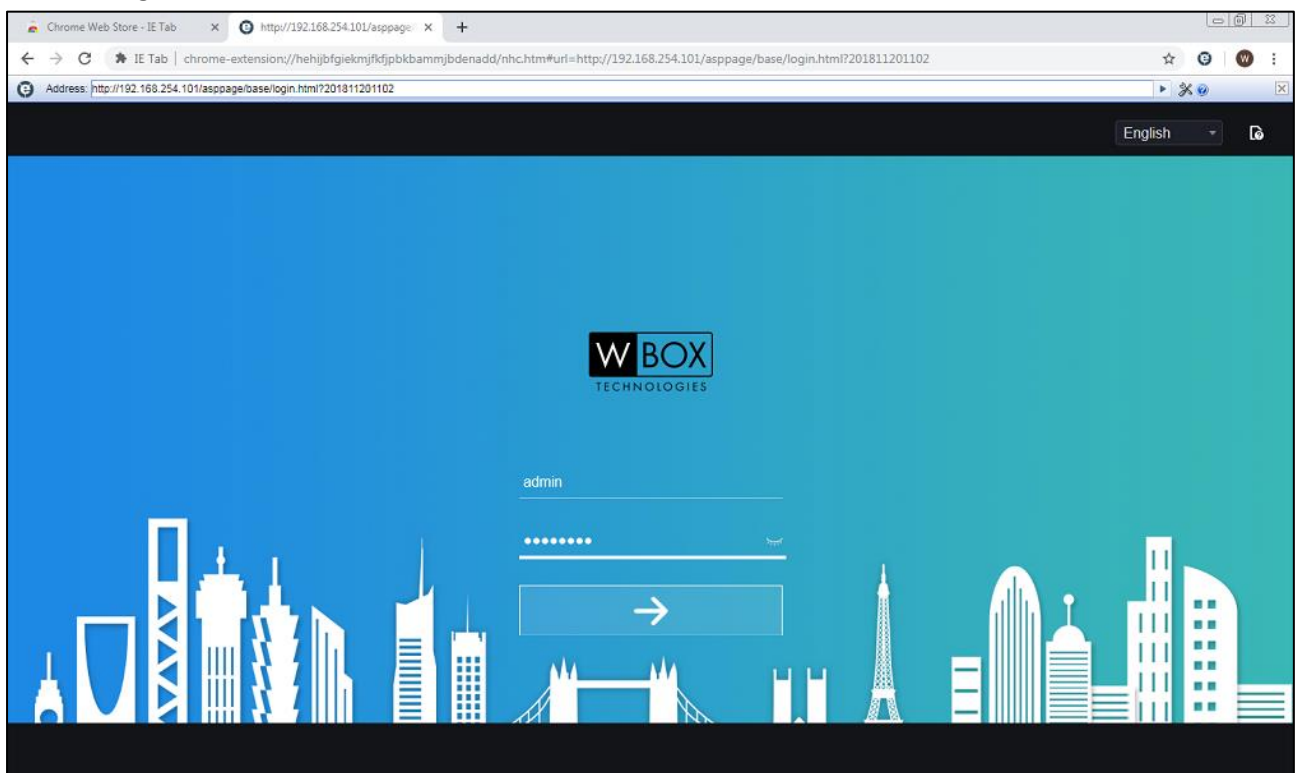 Chrome Web Store - IE Tab
http://192.168.254.101/asppage
IE Tab
chrome-extension://hehijbfgiekmjfkfjpbkbammjbdenadd/nhc.htm#url=http://192.168.254.101/asppage/base/login.html?201811201102
W
Address: http://192.168.254.101/asppage/base/login.html?201811201102
English
W BOX
TECHNOLOGIES
admin